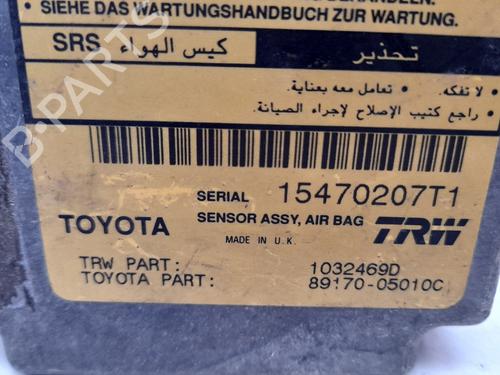 • SIEHE DAS WARTUNGSHANDBUCH ZUR WARTUNG.
SRS كيس الهواء تحذير
• لا تفكه. • تعامل معه بعناية.
• راجع كتيب الإصلاح لإجراء الصيانة.
SERIAL 15470207T1
TOYOTA SENSOR ASSY, AIR BAG TRW
MADE IN U.K.
TRW PART: 1032469D
TOYOTA PART: 89170-05010C
B-PARTS